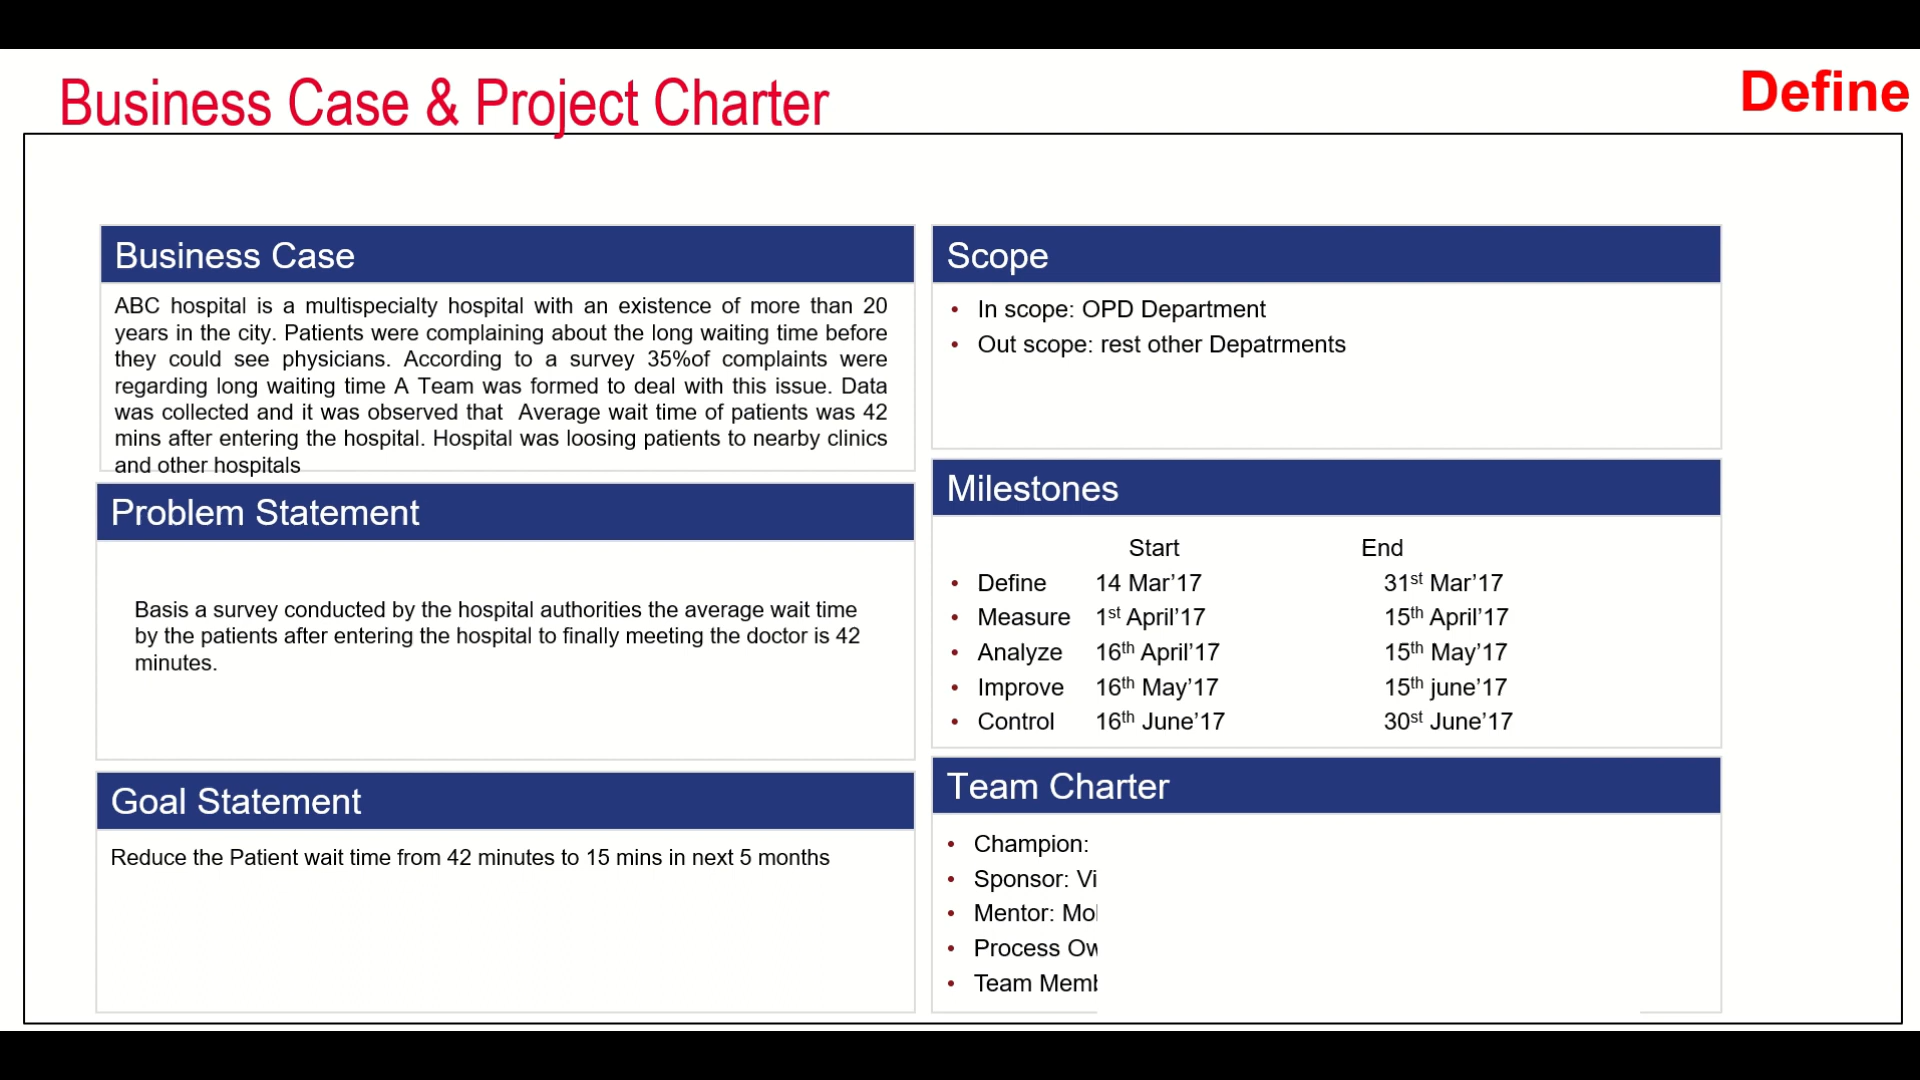 Business Case & Project Charter
Define
Business Case
ABC hospital is a multispecialty hospital with an existence of more than 20
years in the city. Patients were complaining about the long waiting time before
they could see physicians. According to a survey 35%of complaints were
regarding long waiting time A Team was formed to deal with this issue. Data
was collected and it was observed that Average wait time of patients was 42
mins after entering the hospital. Hospital was loosing patients to nearby clinics
and other hospitals
Problem Statement
Basis a survey conducted by the hospital authorities the average wait time
by the patients after entering the hospital to finally meeting the doctor is 42
minutes.
Goal Statement
Reduce the Patient wait time from 42 minutes to 15 mins in next 5 months
Scope
• In scope: OPD Department
• Out scope: rest other Depatrments
Milestones
Start End
• Define 14 Mar’17 31st Mar’17
• Measure 1st April’17 15th April’17
• Analyze 16th April’17 15th May’17
• Improve 16th May’17 15th june’17
• Control 16th June’17 30st June’17
Team Charter
• Champion:
• Sponsor:
• Mentor:
• Process
• Team